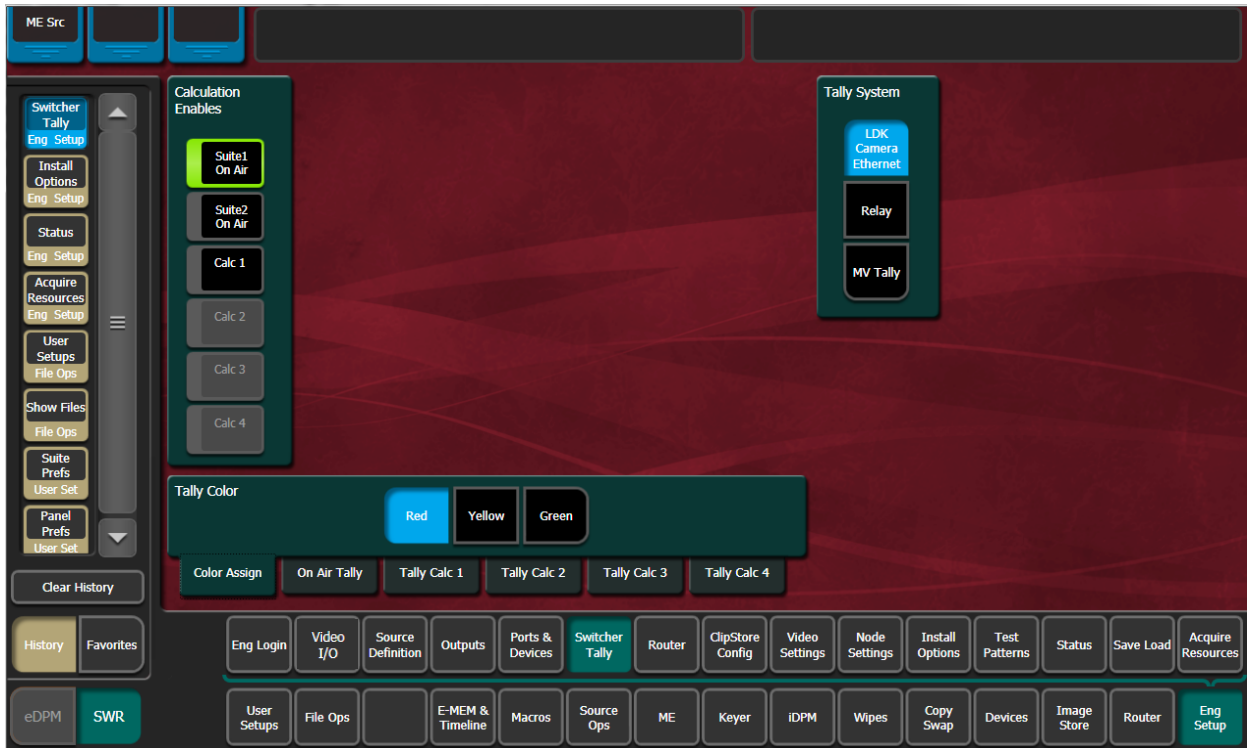 ME Src
Switcher
Tally
Eng Setup
Install
Options
Eng Setup
Status
Eng Setup
Acquire
Resources
Eng Setup
User
Setups
File Ops
Show Files
File Ops
Suite
Prefs
User Set
Panel
Prefs
User Set
Clear History
History
Favorites
eDPM
SWR
Calculation
Enables
Suite1
On Air
Suite2
On Air
Calc 1
Calc 2
Calc 3
Calc 4
Tally System
LDK
Camera
Ethernet
Relay
MV Tally
Tally Color
Red
Yellow
Green
Color Assign
On Air Tally
Tally Calc 1
Tally Calc 2
Tally Calc 3
Tally Calc 4
Eng Login
Video
I/O
Source
Definition
Outputs
Ports &
Devices
Switcher
Tally
Router
ClipStore
Config
Video
Settings
Node
Settings
Install
Options
Test
Patterns
Status
Save Load
Acquire
Resources
User
Setups
File Ops
E-MEM &
Timeline
Macros
Source
Ops
ME
Keyer
iDPM
Wipes
Copy
Swap
Devices
Image
Store
Router
Eng
Setup